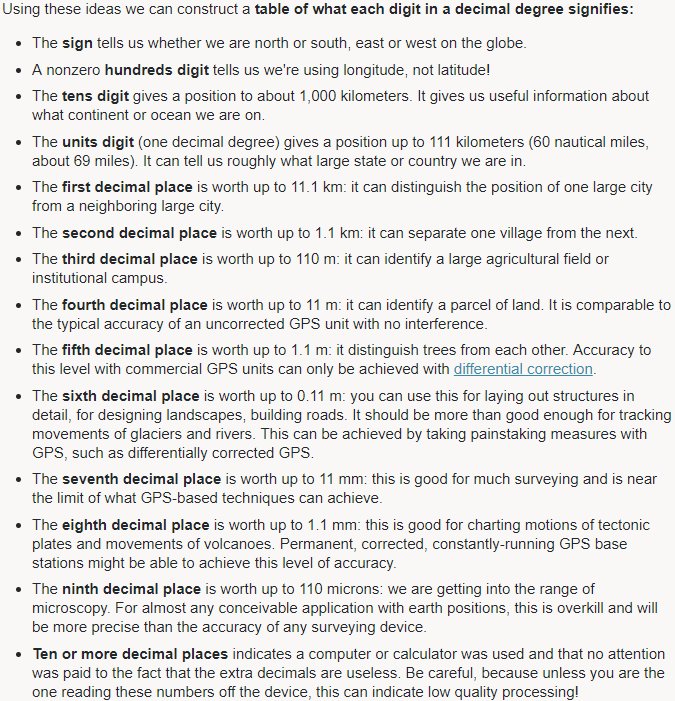 Using these ideas we can construct a table of what each digit in a decimal degree signifies:
• The sign tells us whether we are north or south, east or west on the globe.
• A nonzero hundreds digit tells us we're using longitude, not latitude!
• The tens digit gives a position to about 1,000 kilometers. It gives us useful information about
what continent or ocean we are on.
• The units digit (one decimal degree) gives a position up to 111 kilometers (60 nautical miles,
about 69 miles). It can tell us roughly what large state or country we are in.
• The first decimal place is worth up to 11.1 km: it can distinguish the position of one large city
from a neighboring large city.
• The second decimal place is worth up to 1.1 km: it can separate one village from the next.
• The third decimal place is worth up to 110 m: it can identify a large agricultural field or
institutional campus.
• The fourth decimal place is worth up to 11 m: it can identify a parcel of land. It is comparable to
the typical accuracy of an uncorrected GPS unit with no interference.
• The fifth decimal place is worth up to 1.1 m: it distinguish trees from each other. Accuracy to
this level with commercial GPS units can only be achieved with differential correction.
• The sixth decimal place is worth up to 0.11 m: you can use this for laying out structures in
detail, for designing landscapes, building roads. It should be more than good enough for tracking
movements of glaciers and rivers. This can be achieved by taking painstaking measures with
GPS, such as differentially corrected GPS.
• The seventh decimal place is worth up to 11 mm: this is good for much surveying and is near
the limit of what GPS-based techniques can achieve.
• The eighth decimal place is worth up to 1.1 mm: this is good for charting motions of tectonic
plates and movements of volcanoes. Permanent, corrected, constantly-running GPS base
stations might be able to achieve this level of accuracy.
• The ninth decimal place is worth up to 110 microns: we are getting into the range of
microscopy. For almost any conceivable application with earth positions, this is overkill and will
be more precise than the accuracy of any surveying device.
• Ten or more decimal places indicates a computer or calculator was used and that no attention
was paid to the fact that the extra decimals are useless. Be careful, because unless you are the
one reading these numbers off the device, this can indicate low quality processing!